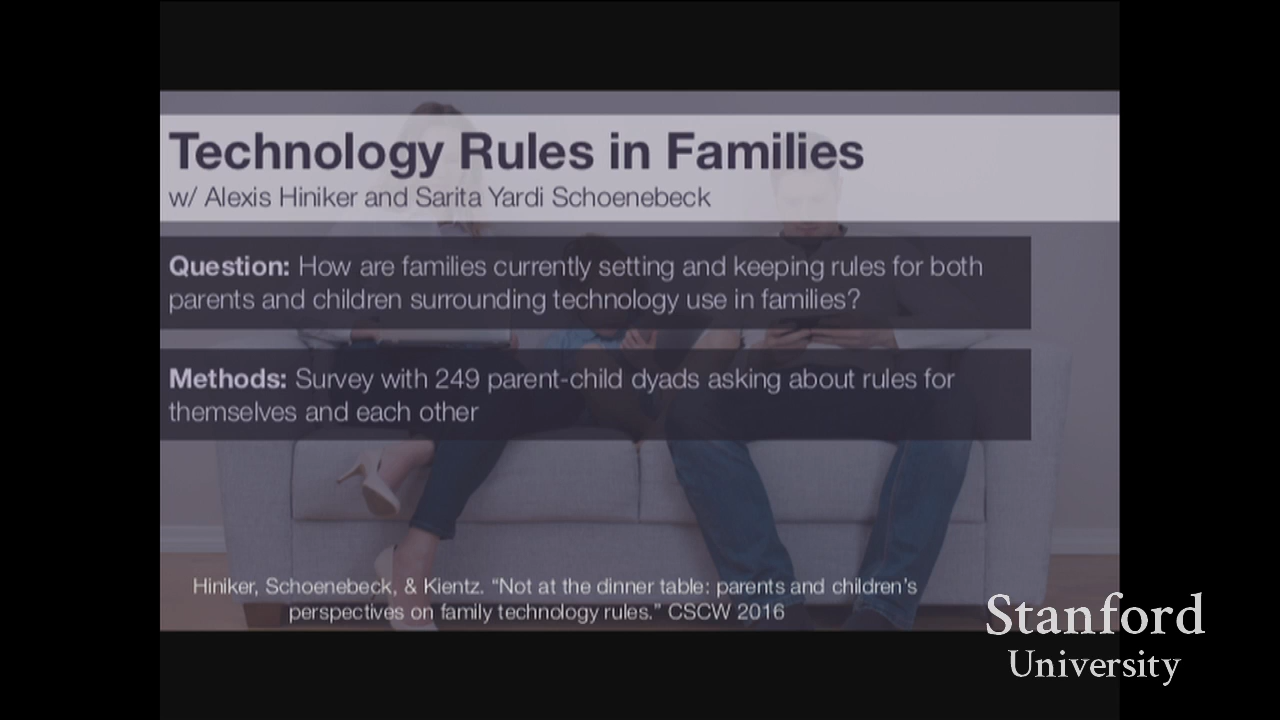 Technology Rules in Families
w/ Alexis Hiniker and Sarita Yardi Schoenebeck
Question: How are families currently setting and keeping rules for both
parents and children surrounding technology use in families?
Methods: Survey with 249 parent-child dyads asking about rules for
themselves and each other
Hiniker, Schoenebeck, & Kientz. “Not at the dinner table: parents and children’s
perspectives on family technology rules.” CSCW 2016
Stanford
University